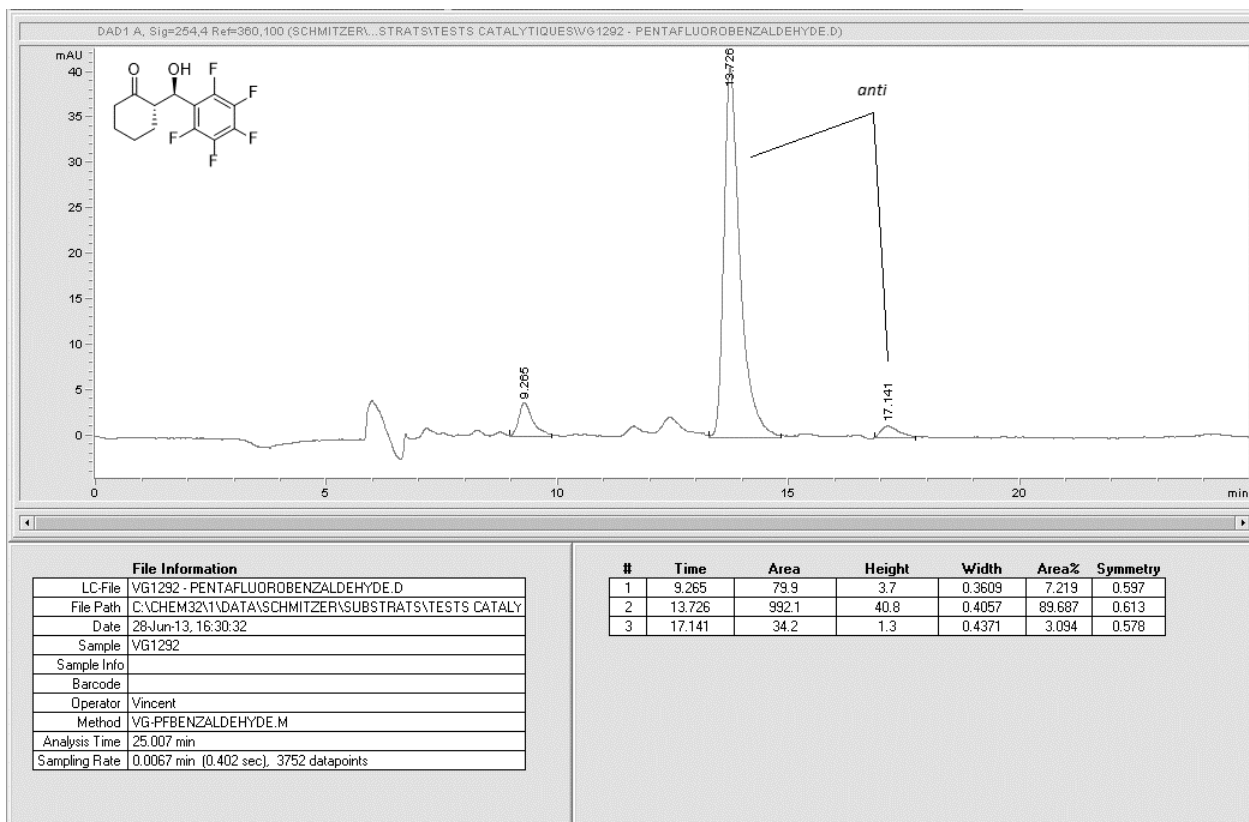 DAD1 A, Sig=254,4 Ref=360,100 (SCHMITZER\...STRATS\TESTS CATALYTIQUES\VG1292 - PENTAFLUOROBENZALDEHYDE.D)
mAU
40
35
30
25
20
15
10
5
0
O OH F
F
F F
F
anti
9.265
13.726
17.141
0 5 10 15 20 min
File Information
LC-File VG1292 - PENTAFLUOROBENZALDEHYDE.D
File Path C:\CHEM32\1\DATA\SCHMITZER\SUBSTRATS\TESTS CATALY
Date 28-Jun-13, 16:30:32
Sample VG1292
Sample Info
Barcode
Operator Vincent
Method VG-PFBENZALDEHYDE.M
Analysis Time 25.007 min
Sampling Rate 0.0067 min (0.402 sec), 3752 datapoints
# Time Area Height Width Area% Symmetry
1 9.265 79.9 3.7 0.3609 7.219 0.597
2 13.726 992.1 40.8 0.4057 89.687 0.613
3 17.141 34.2 1.3 0.4371 3.094 0.578